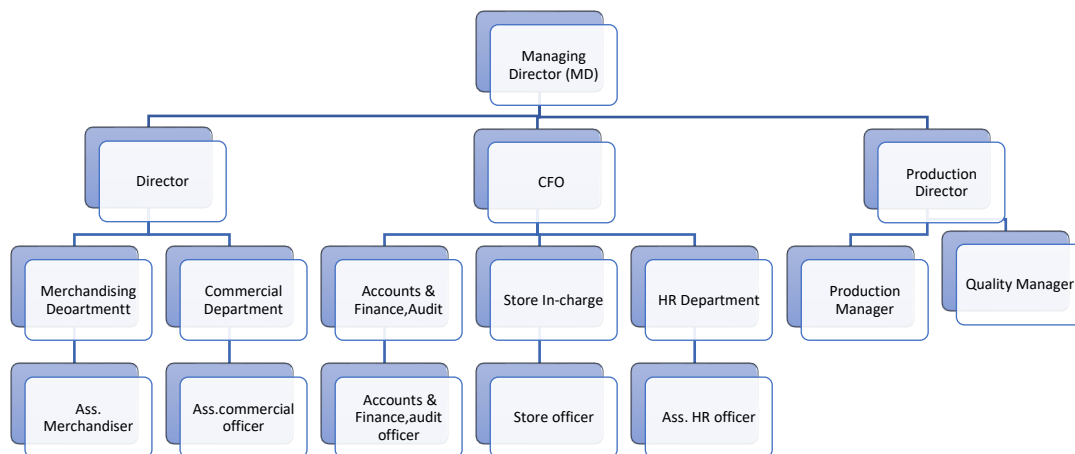 Managing
Director (MD)
Director
CFO
Production
Director
Merchandising
Deoartmentt
Commercial
Department
Accounts &
Finance,Audit
Store In-charge
HR Department
Production
Manager
Quality Manager
Ass.
Merchandiser
Ass.commercial
officer
Accounts &
Finance,audit
officer
Store officer
Ass. HR officer